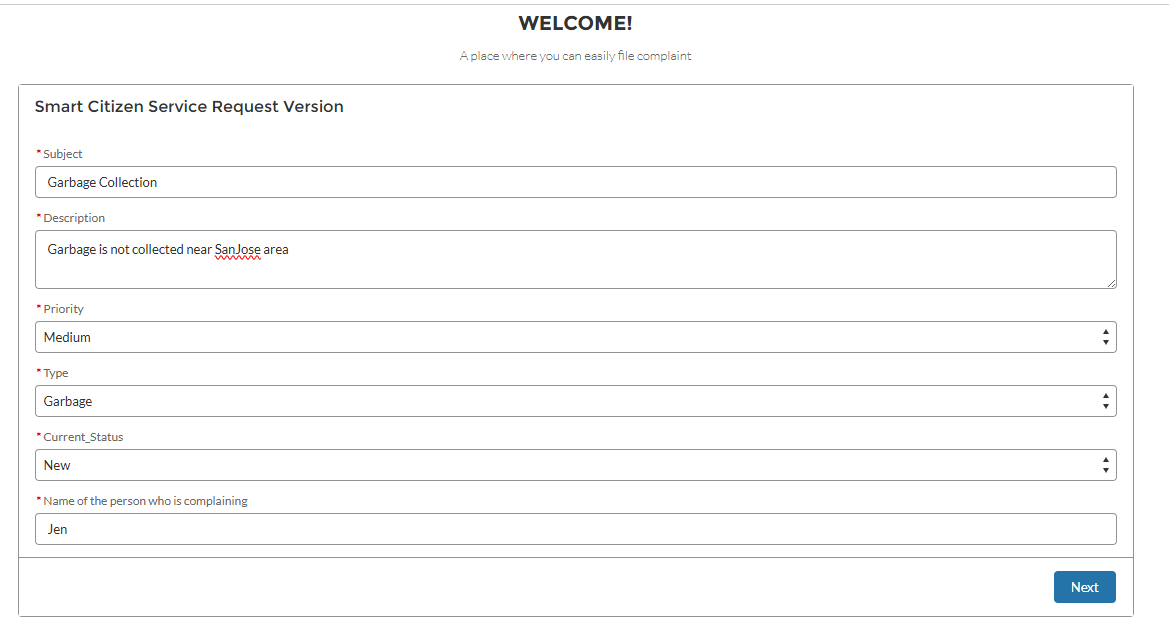 WELCOME!
A place where you can easily file complaint
Smart Citizen Service Request Version
* Subject
Garbage Collection
* Description
Garbage is not collected near SanJose area
* Priority
Medium
* Type
Garbage
* Current_Status
New
* Name of the person who is complaining
Jen
Next